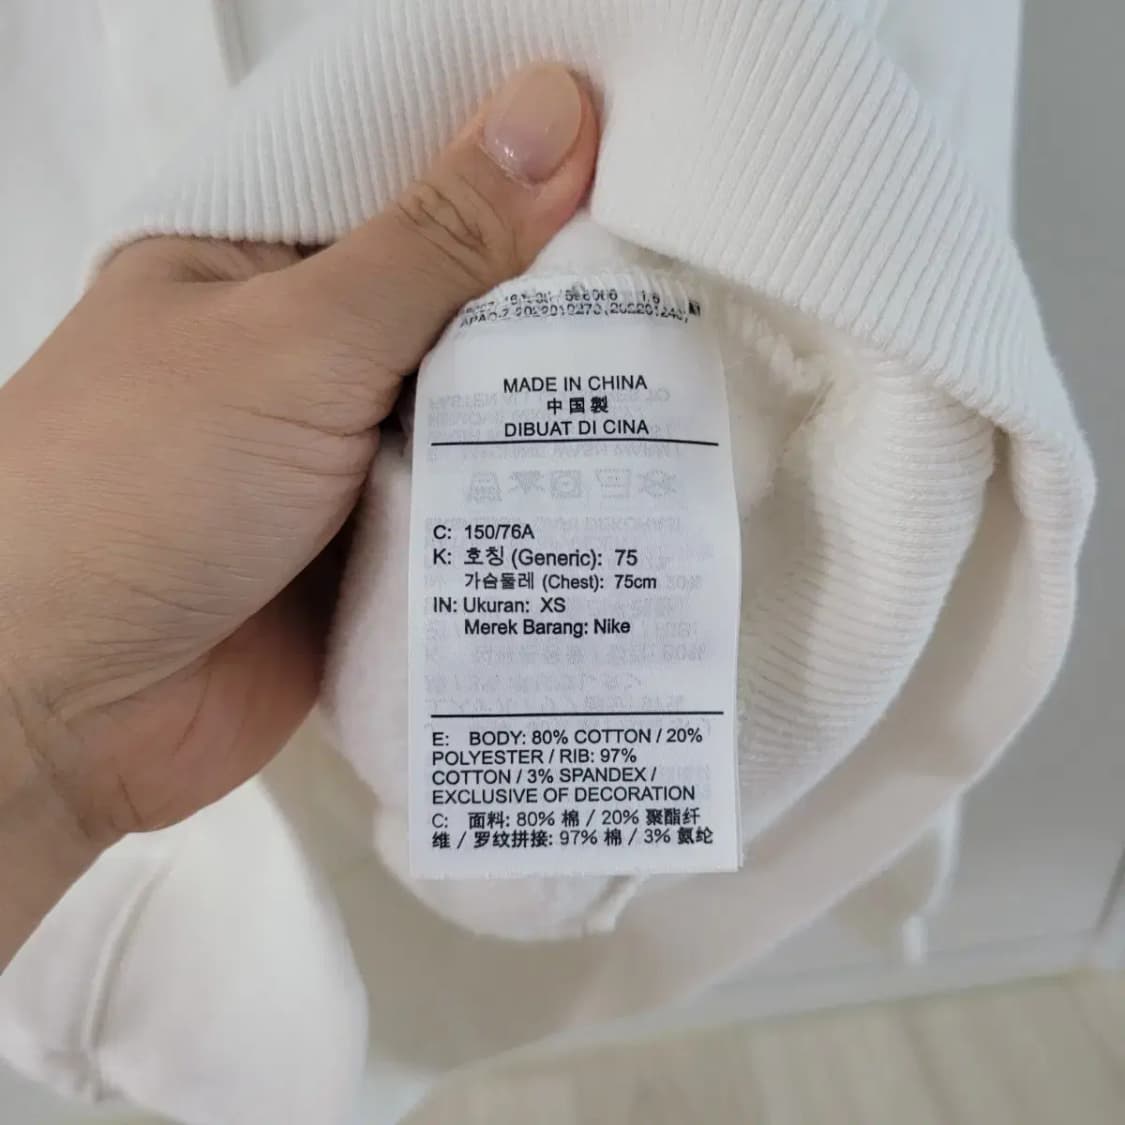 MADE IN CHINA
中国製
DIBUAT DI CINA
C: 150/76A
K: 호칭 (Generic): 75
가슴둘레 (Chest): 75cm
IN: Ukuran: XS
Merek Barang: Nike
E: BODY: 80% COTTON / 20%
POLYESTER / RIB: 97%
COTTON / 3% SPANDEX /
EXCLUSIVE OF DECORATION
C: 面料: 80% 棉 / 20% 聚酯纤
维 / 罗纹拼接: 97% 棉 / 3% 氨纶